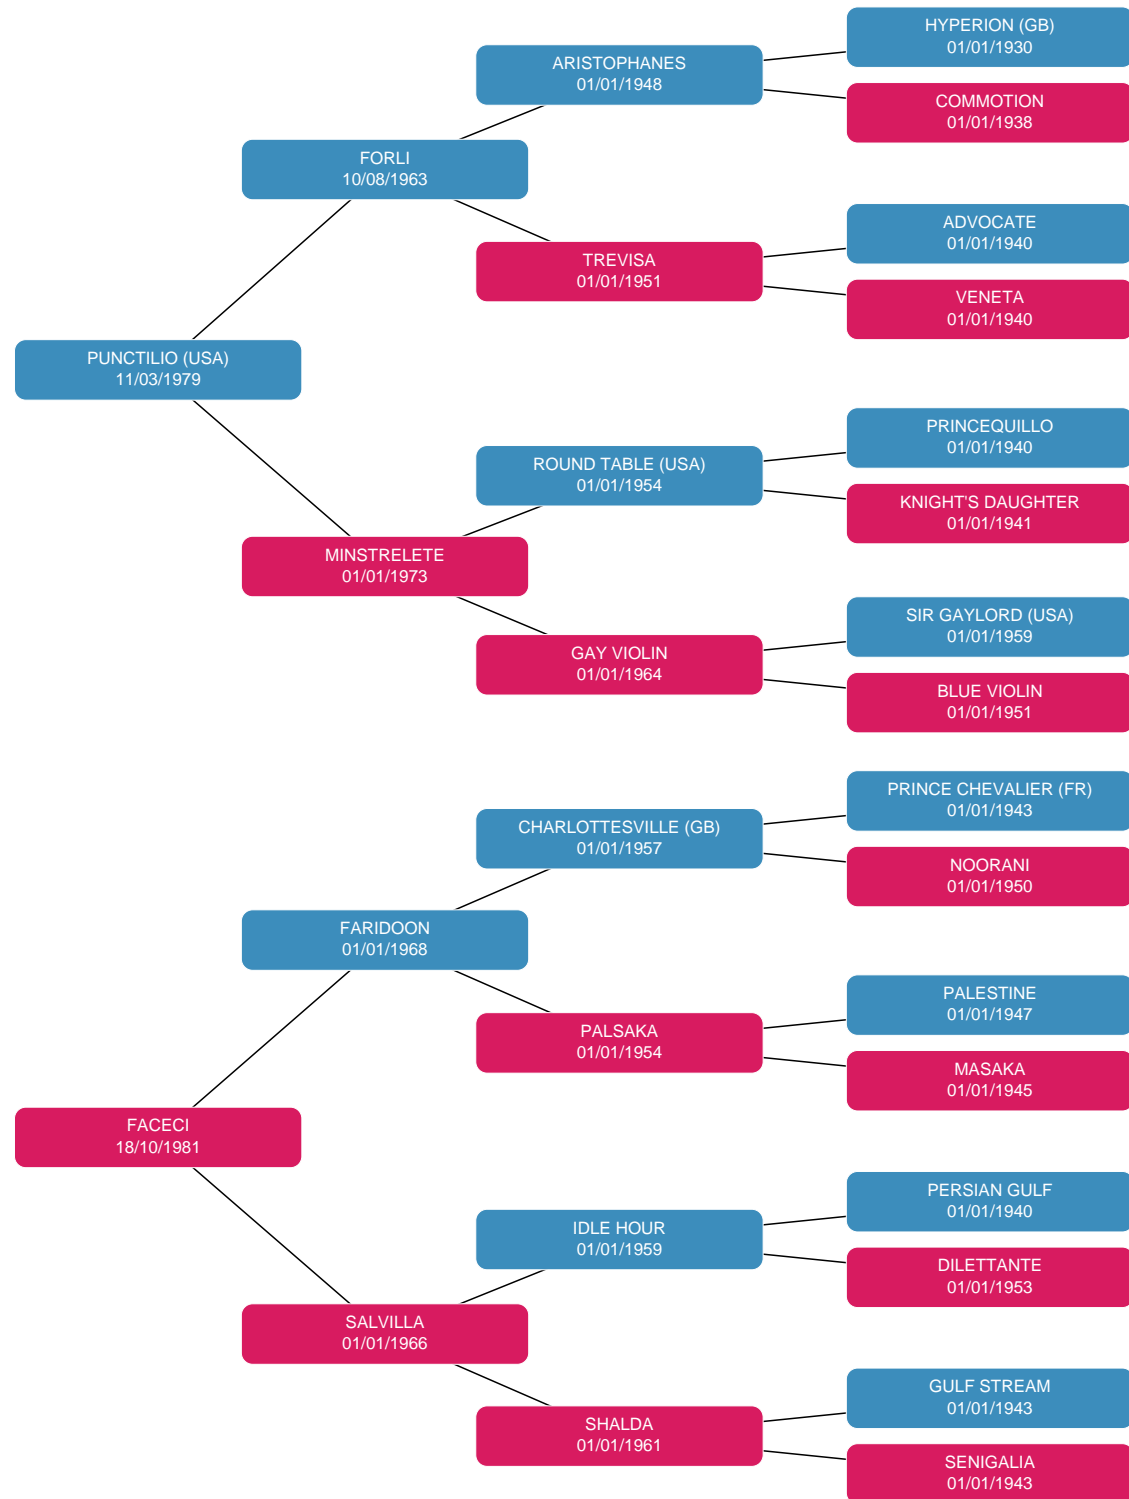 HYPERION (GB)
01/01/1930
ARISTOPHANES
01/01/1948
COMMOTION
01/01/1938
FORLI
10/08/1963
ADVOCATE
01/01/1940
TREVISA
01/01/1951
VENETA
01/01/1940
PUNCTILIO (USA)
11/03/1979
PRINCEQUILLO
01/01/1940
ROUND TABLE (USA)
01/01/1954
KNIGHT'S DAUGHTER
01/01/1941
MINSTRELETE
01/01/1973
SIR GAYLORD (USA)
01/01/1959
GAY VIOLIN
01/01/1964
BLUE VIOLIN
01/01/1951
PRINCE CHEVALIER (FR)
01/01/1943
CHARLOTTESVILLE (GB)
01/01/1957
NOORANI
01/01/1950
FARIDOON
01/01/1968
PALESTINE
01/01/1947
PALSAKA
01/01/1954
MASAKA
01/01/1945
FACECI
18/10/1981
PERSIAN GULF
01/01/1940
IDLE HOUR
01/01/1959
DILETTANTE
01/01/1953
SALVILLA
01/01/1966
GULF STREAM
01/01/1943
SHALDA
01/01/1961
SENIGALIA
01/01/1943